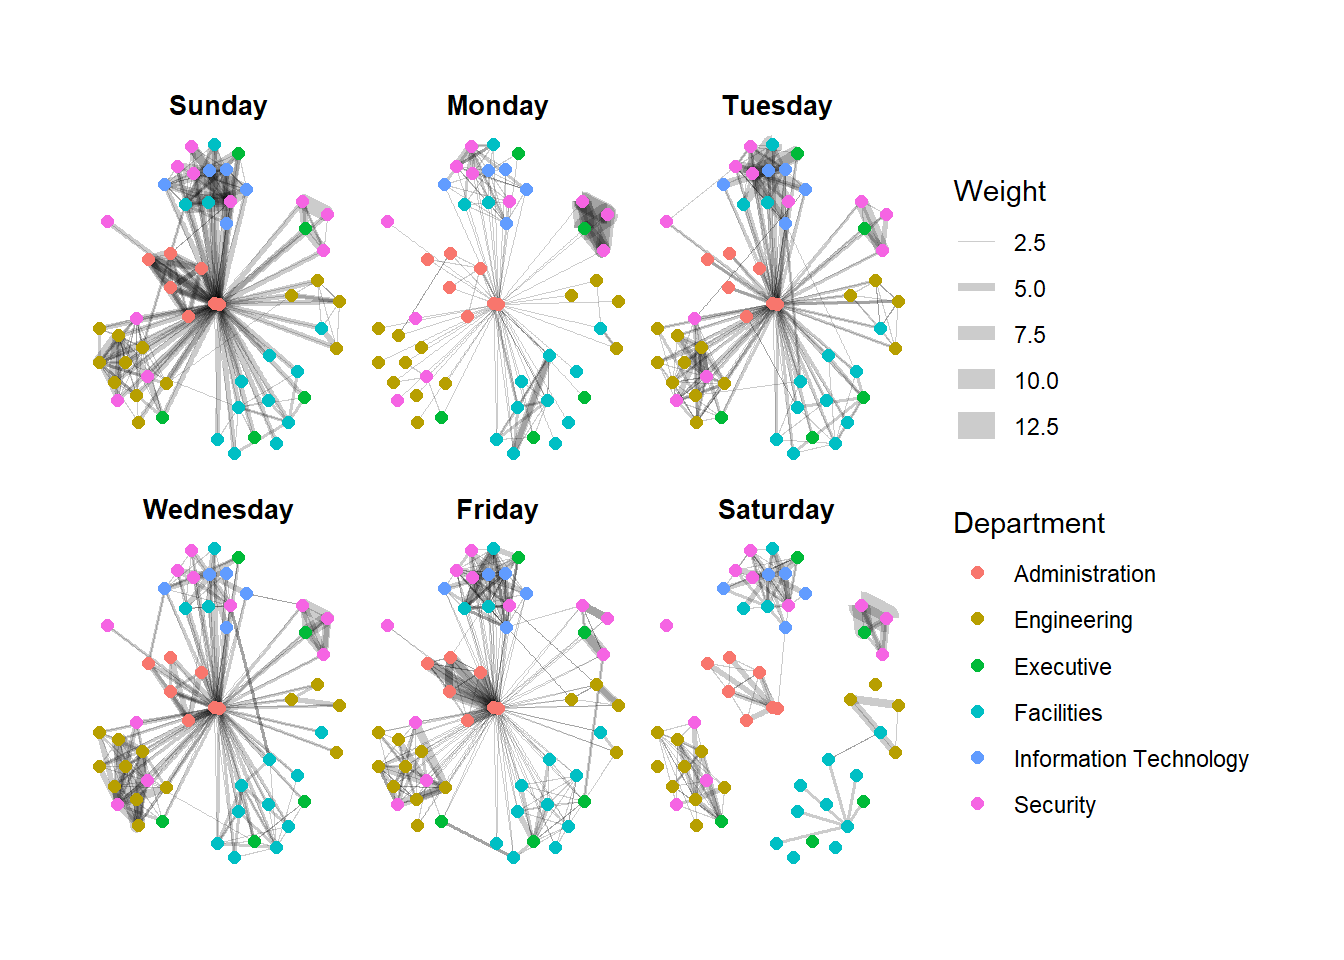 Sunday
Monday
Tuesday
Wednesday
Friday
Saturday
Weight
2.5
5.0
7.5
10.0
12.5
Department
Administration
Engineering
Executive
Facilities
Information Technology
Security